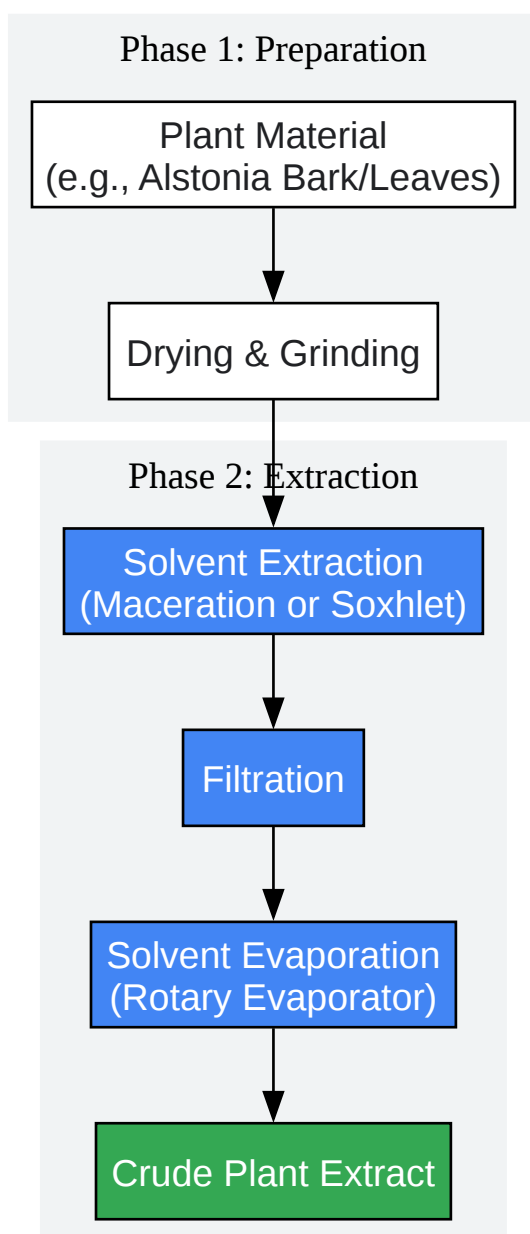 Phase 1: Preparation
Plant Material
(e.g., Alstonia Bark/Leaves)
Drying & Grinding
Phase 2: Extraction
Solvent Extraction
(Maceration or Soxhlet)
Filtration
Solvent Evaporation
(Rotary Evaporator)
Crude Plant Extract